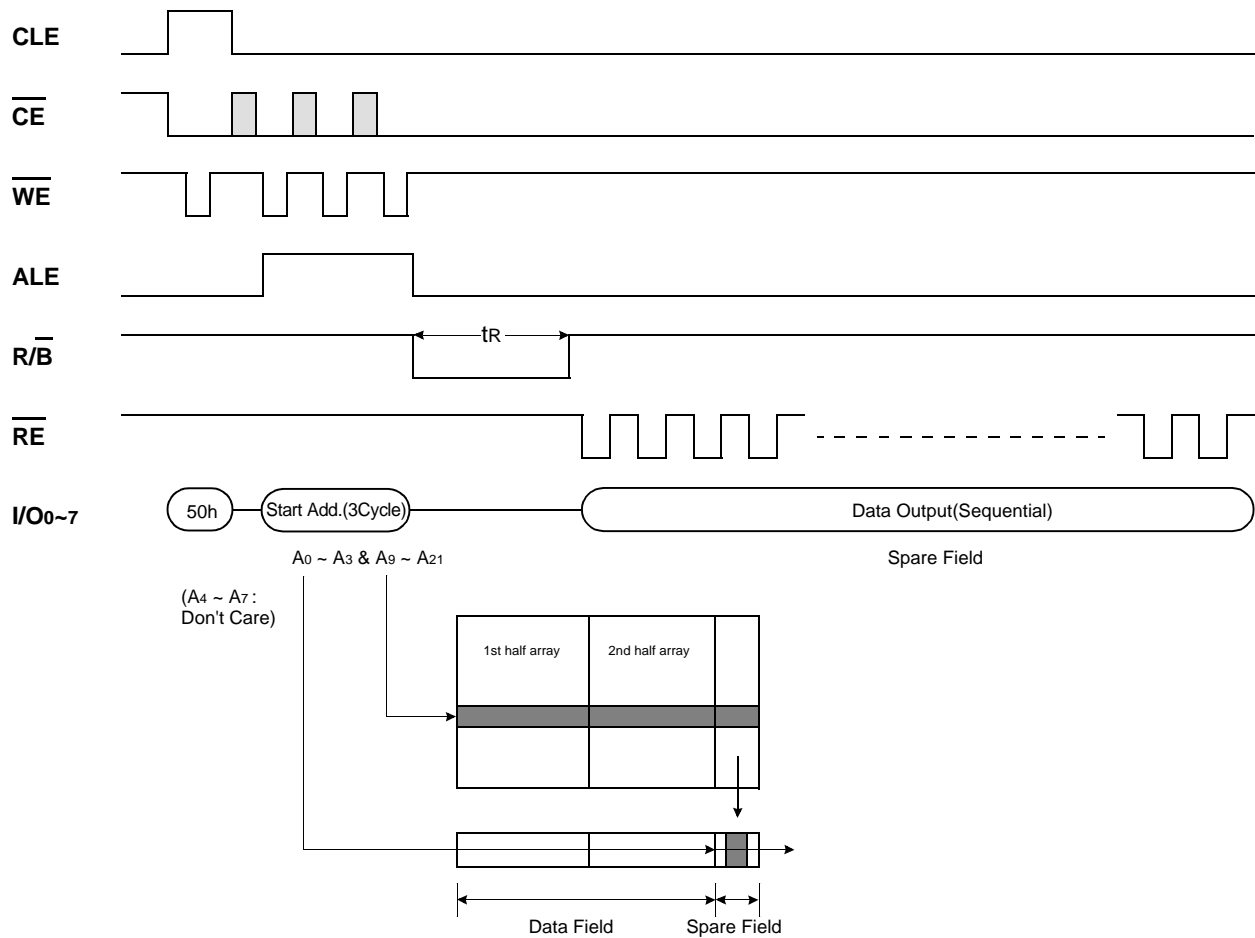 CLE
CE
WE
ALE
R/B
tR
RE
I/O0~7
50h
Start Add.(3Cycle)
Data Output(Sequential)
A0 ~ A3 & A9 ~ A21
Spare Field
(A4 ~ A7 :
Don't Care)
1st half array
2nd half array
Data Field
Spare Field